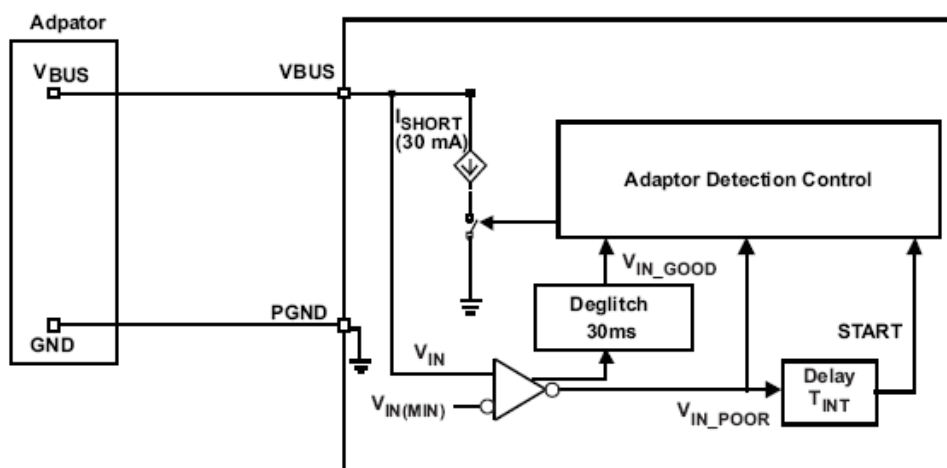 Adpator
VBUS
GND
VBUS
PGND
ISHORT
(30 mA)
Adaptor Detection Control
VIN_GOOD
Deglitch
30ms
START
VIN
VIN(MIN)
VIN_POOR
Delay
TINT